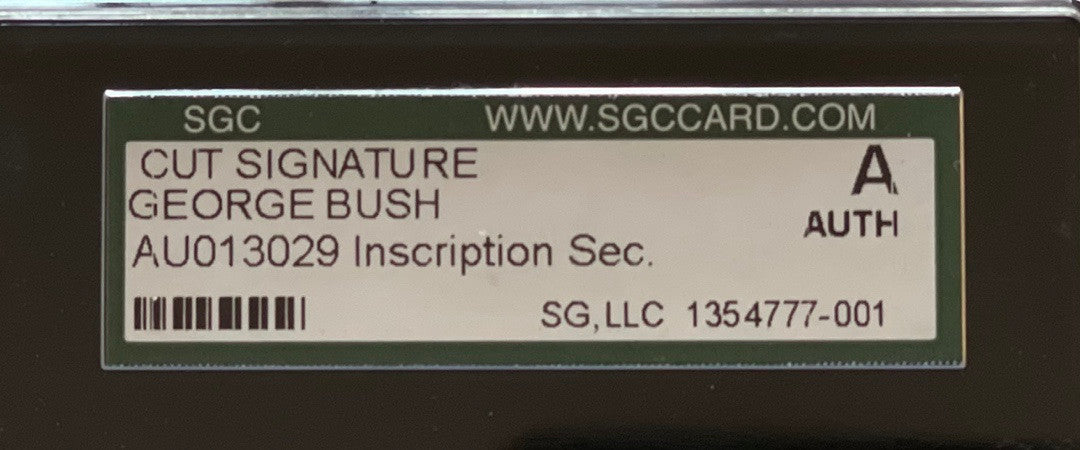 SGC WWW.SGCCARD.COM
CUT SIGNATURE A
GEORGE BUSH AUTH
AU013029 Inscription Sec.
SG,LLC 1354777-001